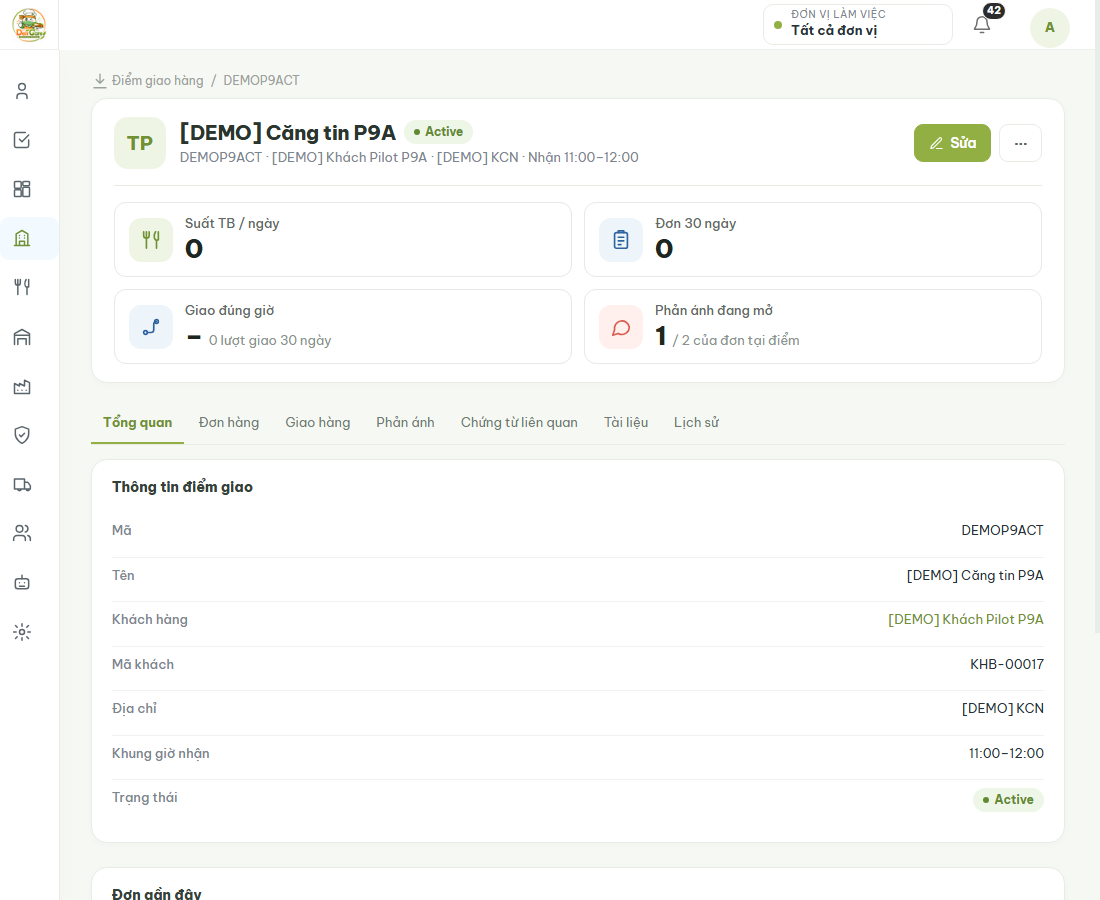 ĐƠN VỊ LÀM VIỆC
Tất cả đơn vị
42
A
Điểm giao hàng / DEMOP9ACT
TP
[DEMO] Căng tin P9A
Active
DEMOP9ACT · [DEMO] Khách Pilot P9A · [DEMO] KCN · Nhận 11:00–12:00
Sửa
...
Suất TB / ngày
0
Đơn 30 ngày
0
Giao đúng giờ
– 0 lượt giao 30 ngày
Phản ánh đang mở
1 / 2 của đơn tại điểm
Tổng quan Đơn hàng Giao hàng Phản ánh Chứng từ liên quan Tài liệu Lịch sử
Thông tin điểm giao
Mã DEMOP9ACT
Tên [DEMO] Căng tin P9A
Khách hàng [DEMO] Khách Pilot P9A
Mã khách KHB-00017
Địa chỉ [DEMO] KCN
Khung giờ nhận 11:00–12:00
Trạng thái Active
Đơn gần đây